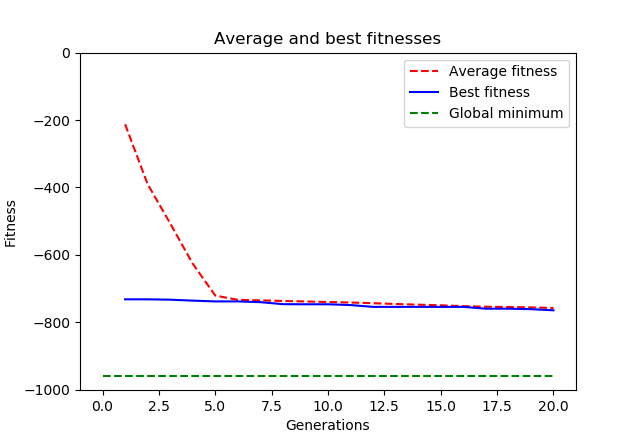 Average and best fitnesses
0
−200
−400
−600
−800
−1000
Fitness
Average fitness
Best fitness
Global minimum
0.0 2.5 5.0 7.5 10.0 12.5 15.0 17.5 20.0
Generations